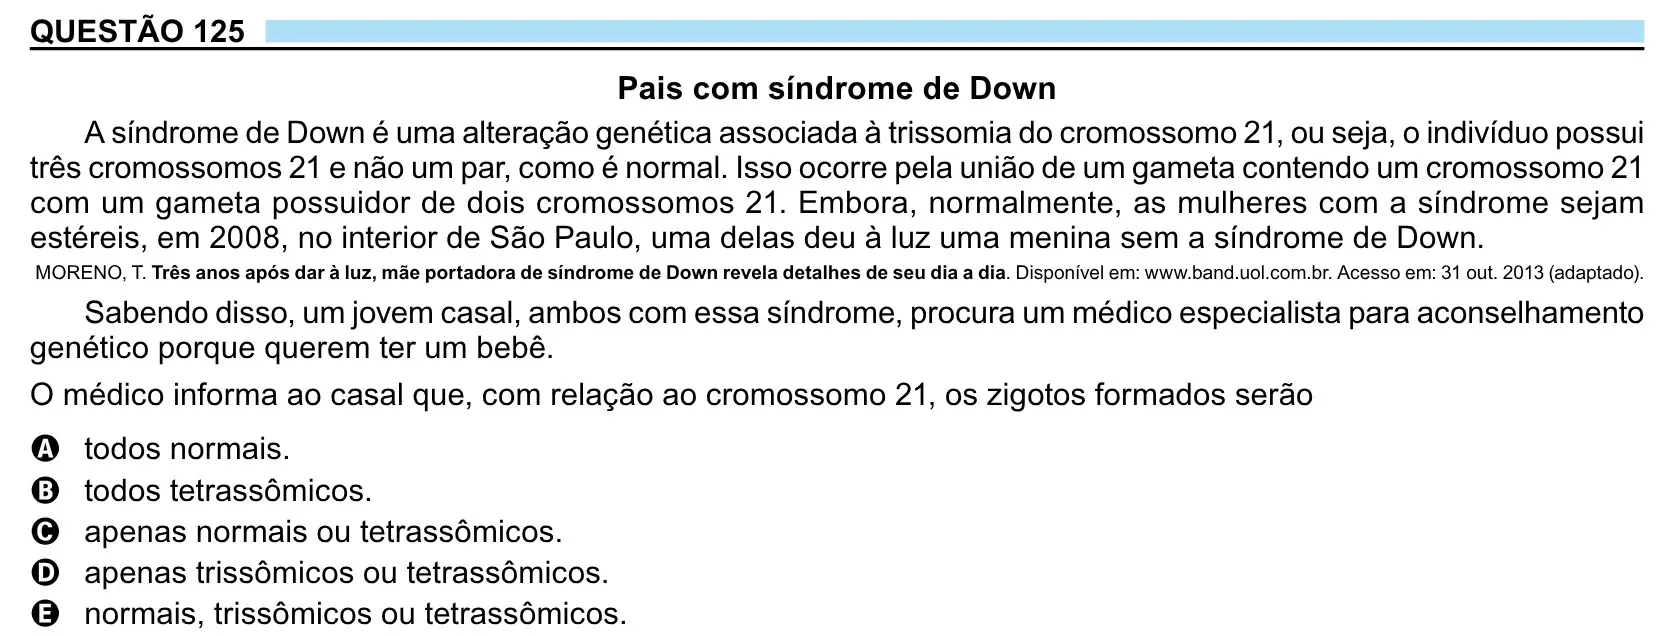 QUESTÃO 125
Pais com síndrome de Down
A síndrome de Down é uma alteração genética associada à trissomia do cromossomo 21, ou seja, o indivíduo possui
três cromossomos 21 e não um par, como é normal. Isso ocorre pela união de um gameta contendo um cromossomo 21
com um gameta possuidor de dois cromossomos 21. Embora, normalmente, as mulheres com a síndrome sejam
estéreis, em 2008, no interior de São Paulo, uma delas deu à luz uma menina sem a síndrome de Down.
MORENO, T. Três anos após dar à luz, mãe portadora de síndrome de Down revela detalhes de seu dia a dia. Disponível em: www.band.uol.com.br. Acesso em: 31 out. 2013 (adaptado).
Sabendo disso, um jovem casal, ambos com essa síndrome, procura um médico especialista para aconselhamento
genético porque querem ter um bebê.
O médico informa ao casal que, com relação ao cromossomo 21, os zigotos formados serão
A todos normais.
B todos tetrassômicos.
C apenas normais ou tetrassômicos.
D apenas trissômicos ou tetrassômicos.
E normais, trissômicos ou tetrassômicos.